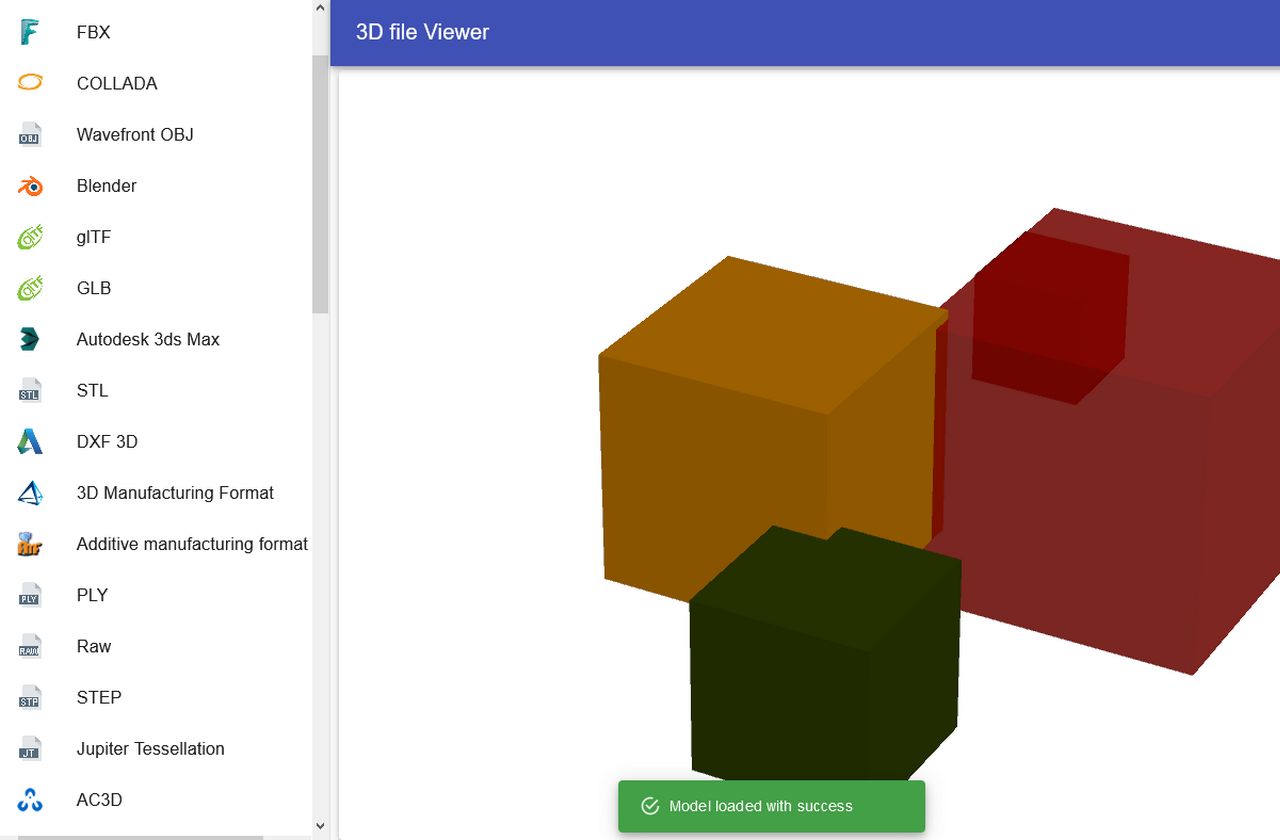 3D file Viewer
FBX
COLLADA
OBJ
Wavefront OBJ
Blender
glTF
GLB
Autodesk 3ds Max
STL
STL
DXF 3D
3D Manufacturing Format
Additive manufacturing format
PLY
PLY
RAW
Raw
STP
STEP
JT
Jupiter Tessellation
AC3D
Model loaded with success